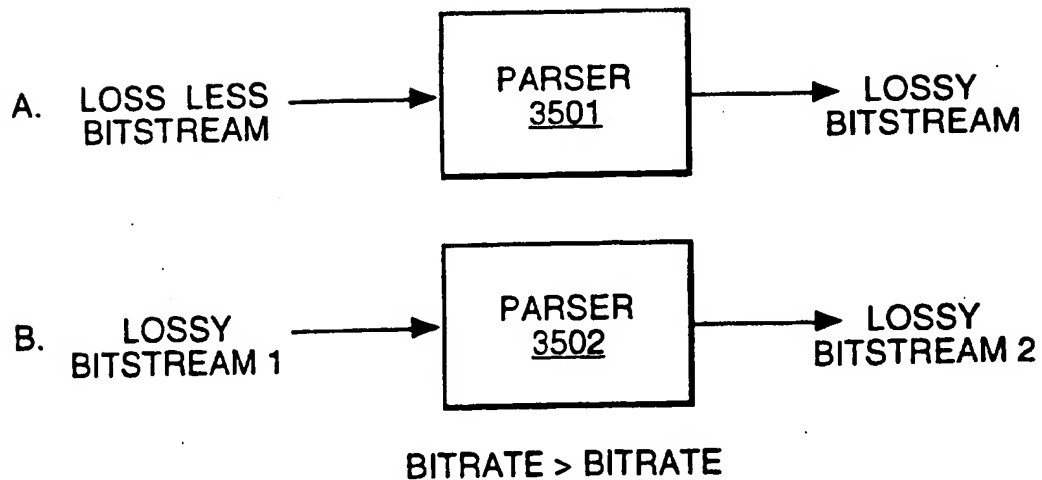 A. LOSS LESS
BITSTREAM
PARSER
3501
LOSSY
BITSTREAM
B. LOSSY
BITSTREAM 1
PARSER
3502
LOSSY
BITSTREAM 2
BITRATE > BITRATE